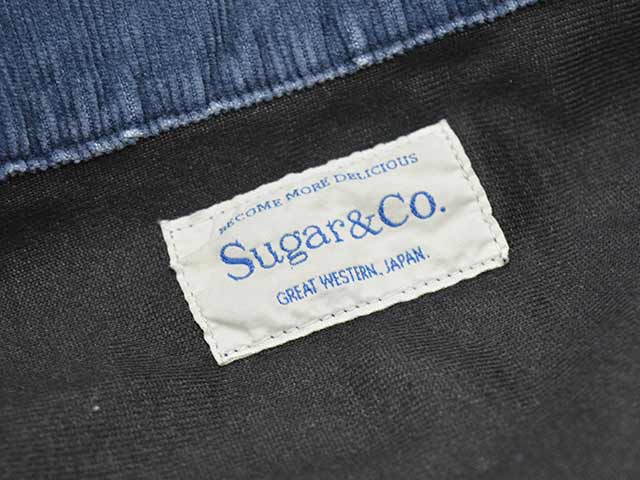 BECOME MORE DELICIOUS
Sugar&Co.
GREAT WESTERN. JAPAN.